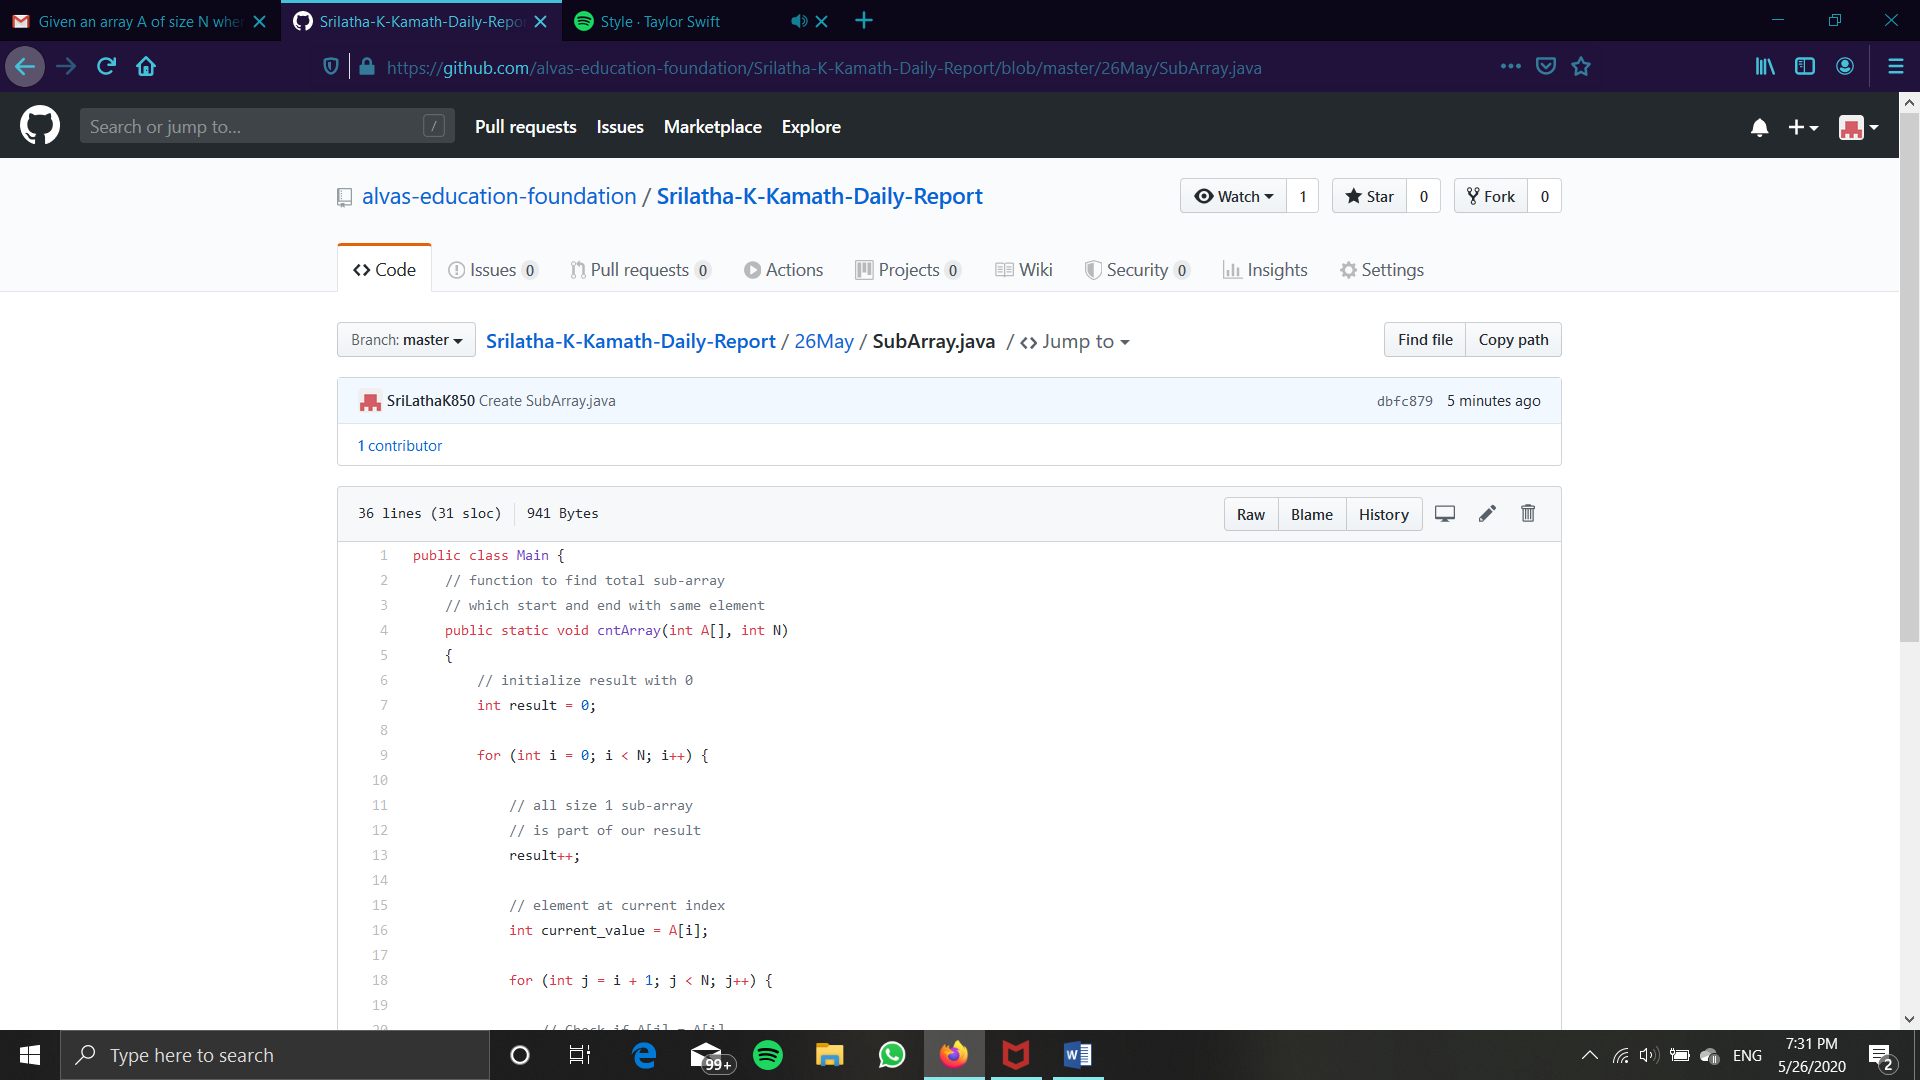 Given an array A of size N wher
Srilatha-K-Kamath-Daily-Repor
Style · Taylor Swift
https://github.com/alvas-education-foundation/Srilatha-K-Kamath-Daily-Report/blob/master/26May/SubArray.java
Search or jump to... /
Pull requests Issues Marketplace Explore
alvas-education-foundation / Srilatha-K-Kamath-Daily-Report
Watch 1 Star 0 Fork 0
<> Code Issues 0 Pull requests 0 Actions Projects 0 Wiki Security 0 Insights Settings
Branch: master Srilatha-K-Kamath-Daily-Report / 26May / SubArray.java / <> Jump to Find file Copy path
SriLathaK850 Create SubArray.java dbfc879 5 minutes ago
1 contributor
36 lines (31 sloc) 941 Bytes Raw Blame History
1 public class Main {
2 // function to find total sub-array
3 // which start and end with same element
4 public static void cntArray(int A[], int N)
5 {
6 // initialize result with 0
7 int result = 0;
8
9 for (int i = 0; i < N; i++) {
10
11 // all size 1 sub-array
12 // is part of our result
13 result++;
14
15 // element at current index
16 int current_value = A[i];
17
18 for (int j = i + 1; j < N; j++) {
19
20 // Check if A[j] = A[i]
Type here to search
99+
ENG
7:31 PM
5/26/2020
2